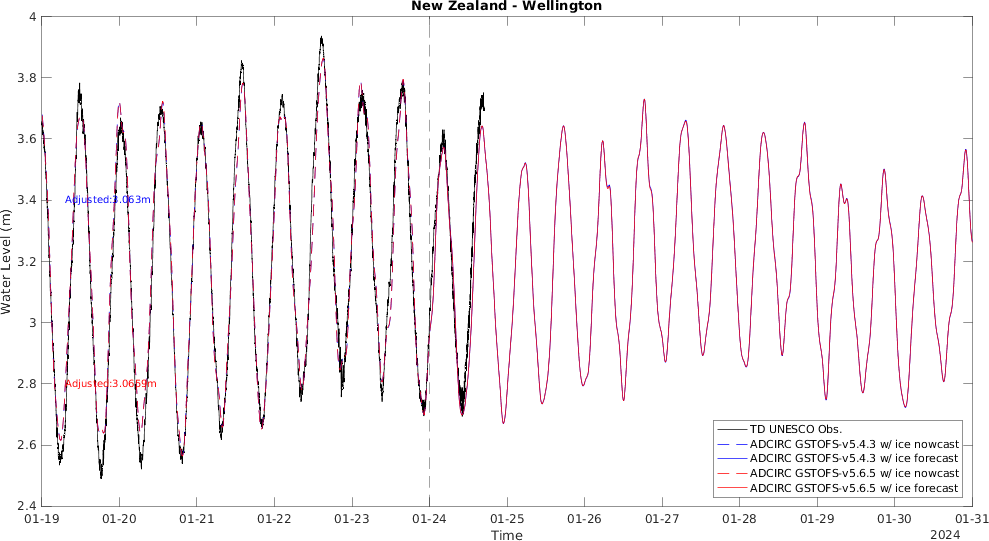 New Zealand - Wellington
4
3.8
3.6
3.4
3.2
3
2.8
2.6
2.4
Water Level (m)
Adjusted:3.063m
Adjusted:3.0669m
TD UNESCO Obs.
ADCIRC GSTOFS-v5.4.3 w/ ice nowcast
ADCIRC GSTOFS-v5.4.3 w/ ice forecast
ADCIRC GSTOFS-v5.6.5 w/ ice nowcast
ADCIRC GSTOFS-v5.6.5 w/ ice forecast
01-19 01-20 01-21 01-22 01-23 01-24 01-25 01-26 01-27 01-28 01-29 01-30 01-31
Time
2024